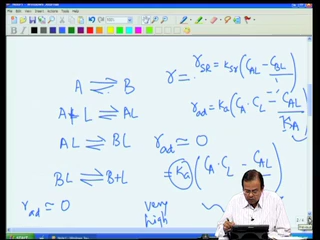 A ⇌ B
A + L ⇌ AL
AL ⇌ BL
BL ⇌ B+L
r_ad ≃ 0
very
high
r = r_SR = k_sr (C_AL - C_BL /
r_ad = k_a (C_A C_L - C_AL / K_A)
r_ad ≃ 0
= k_a (C_A · C_L - C_AL /